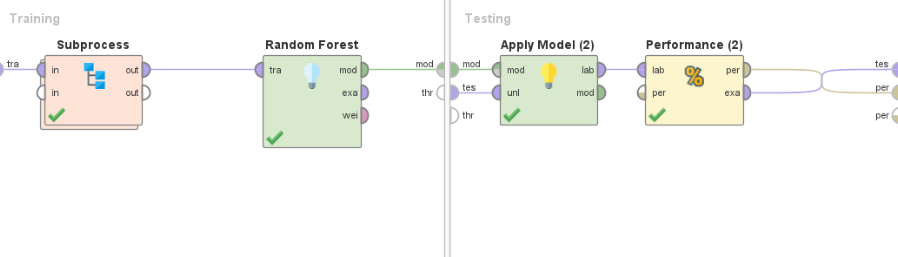 Training
Testing
Subprocess
Random Forest
Apply Model (2)
Performance (2)
tra
in
out
in
out
tra
mod
exa
wei
mod
thr
mod
tes
thr
mod
lab
unl
mod
lab
per
per
exa
tes
per
per
%